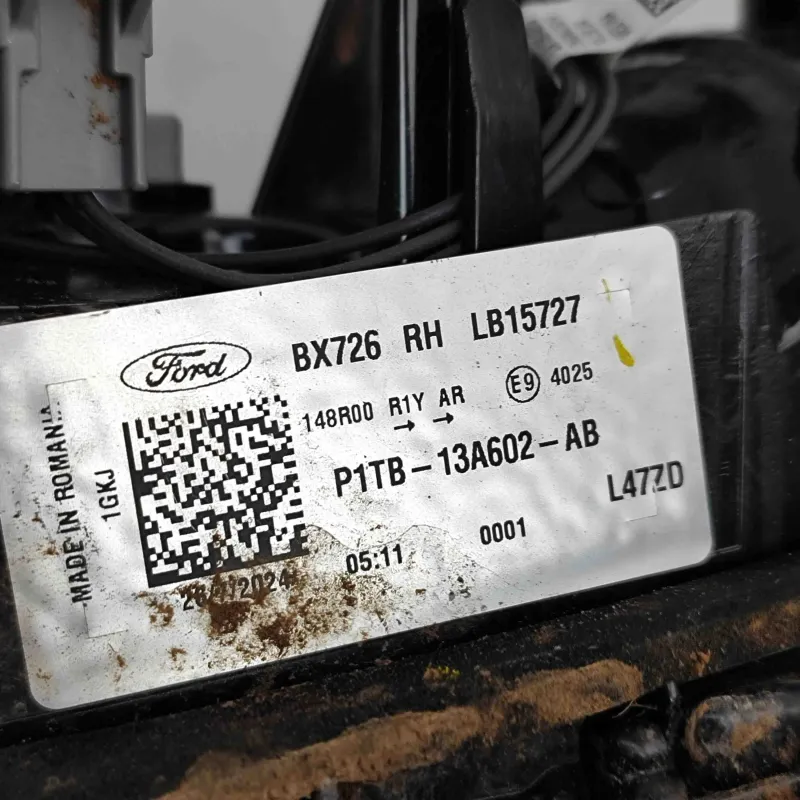 Ford
BX726 RH LB15727
148R00 R1Y AR E9 4025
→ →
P1TB-13A602-AB
L47ZD
05:11 0001
MADE IN ROMANIA
1GKJ